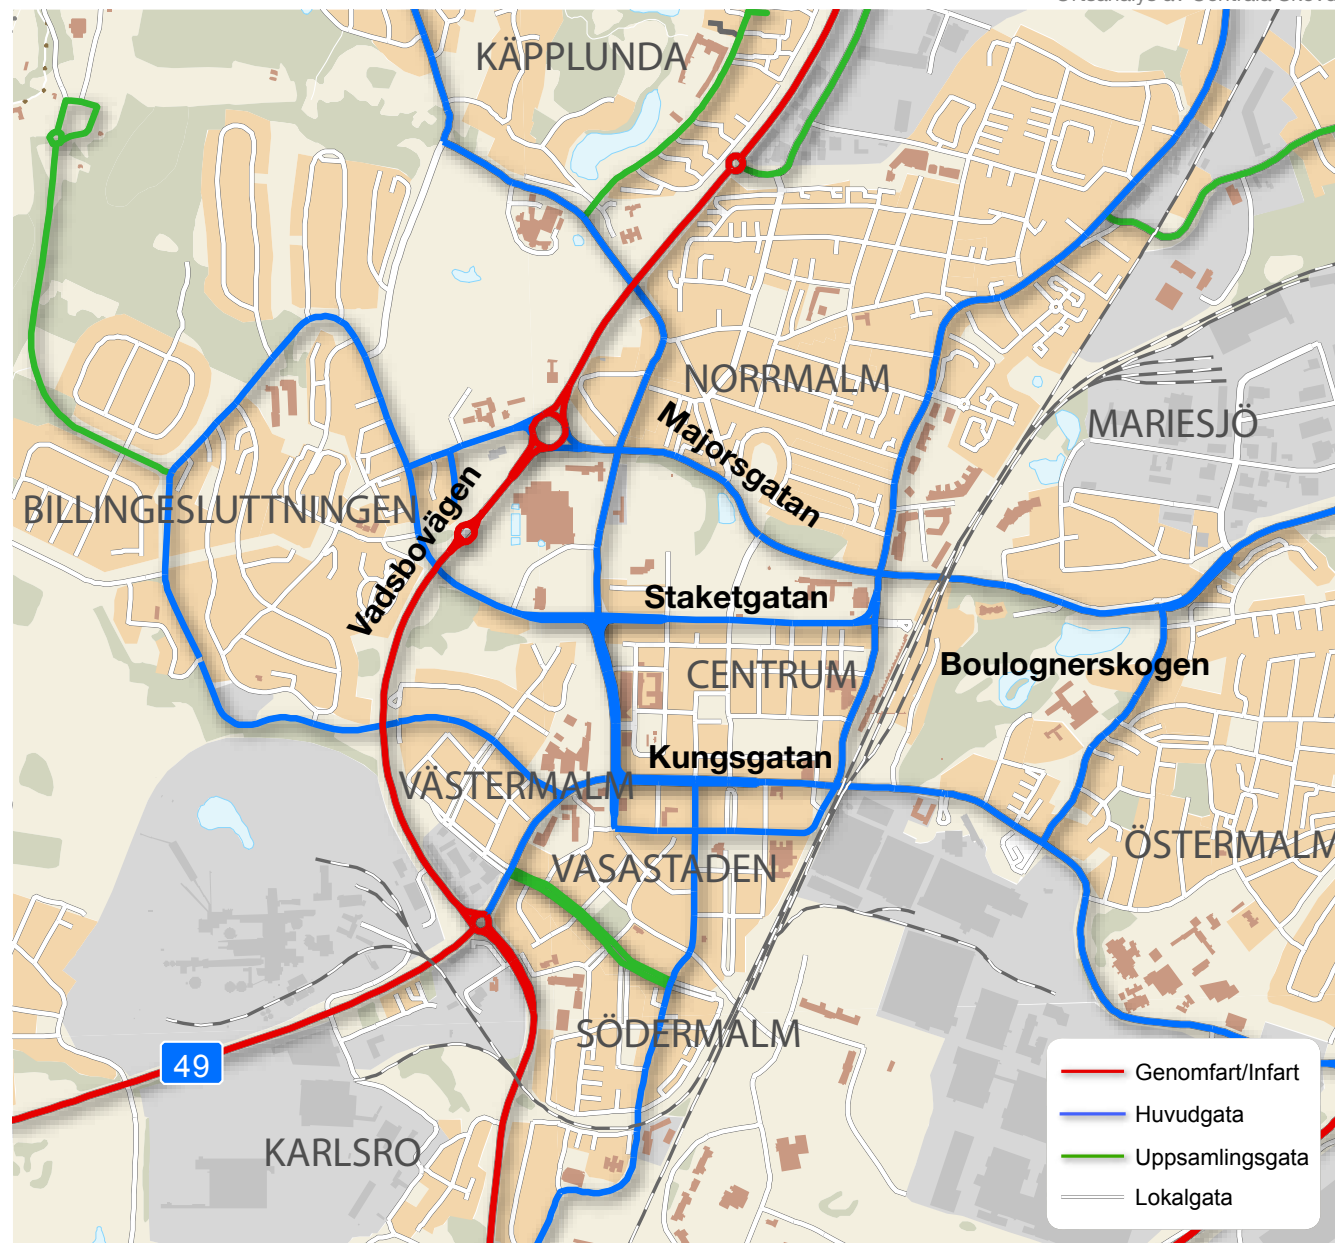 KÄPPLUNDA
NORRMALM
MARIESJÖ
Majorsgatan
BILLINGESLUTTNINGEN
Vadsbovägen
Staketgatan
CENTRUM
Boulognerskogen
Kungsgatan
VÄSTERMALM
VASASTADEN
ÖSTERMALM
SÖDERMALM
49
KARLSRO
Genomfart/Infart
Huvudgata
Uppsamlingsgata
Lokalgata